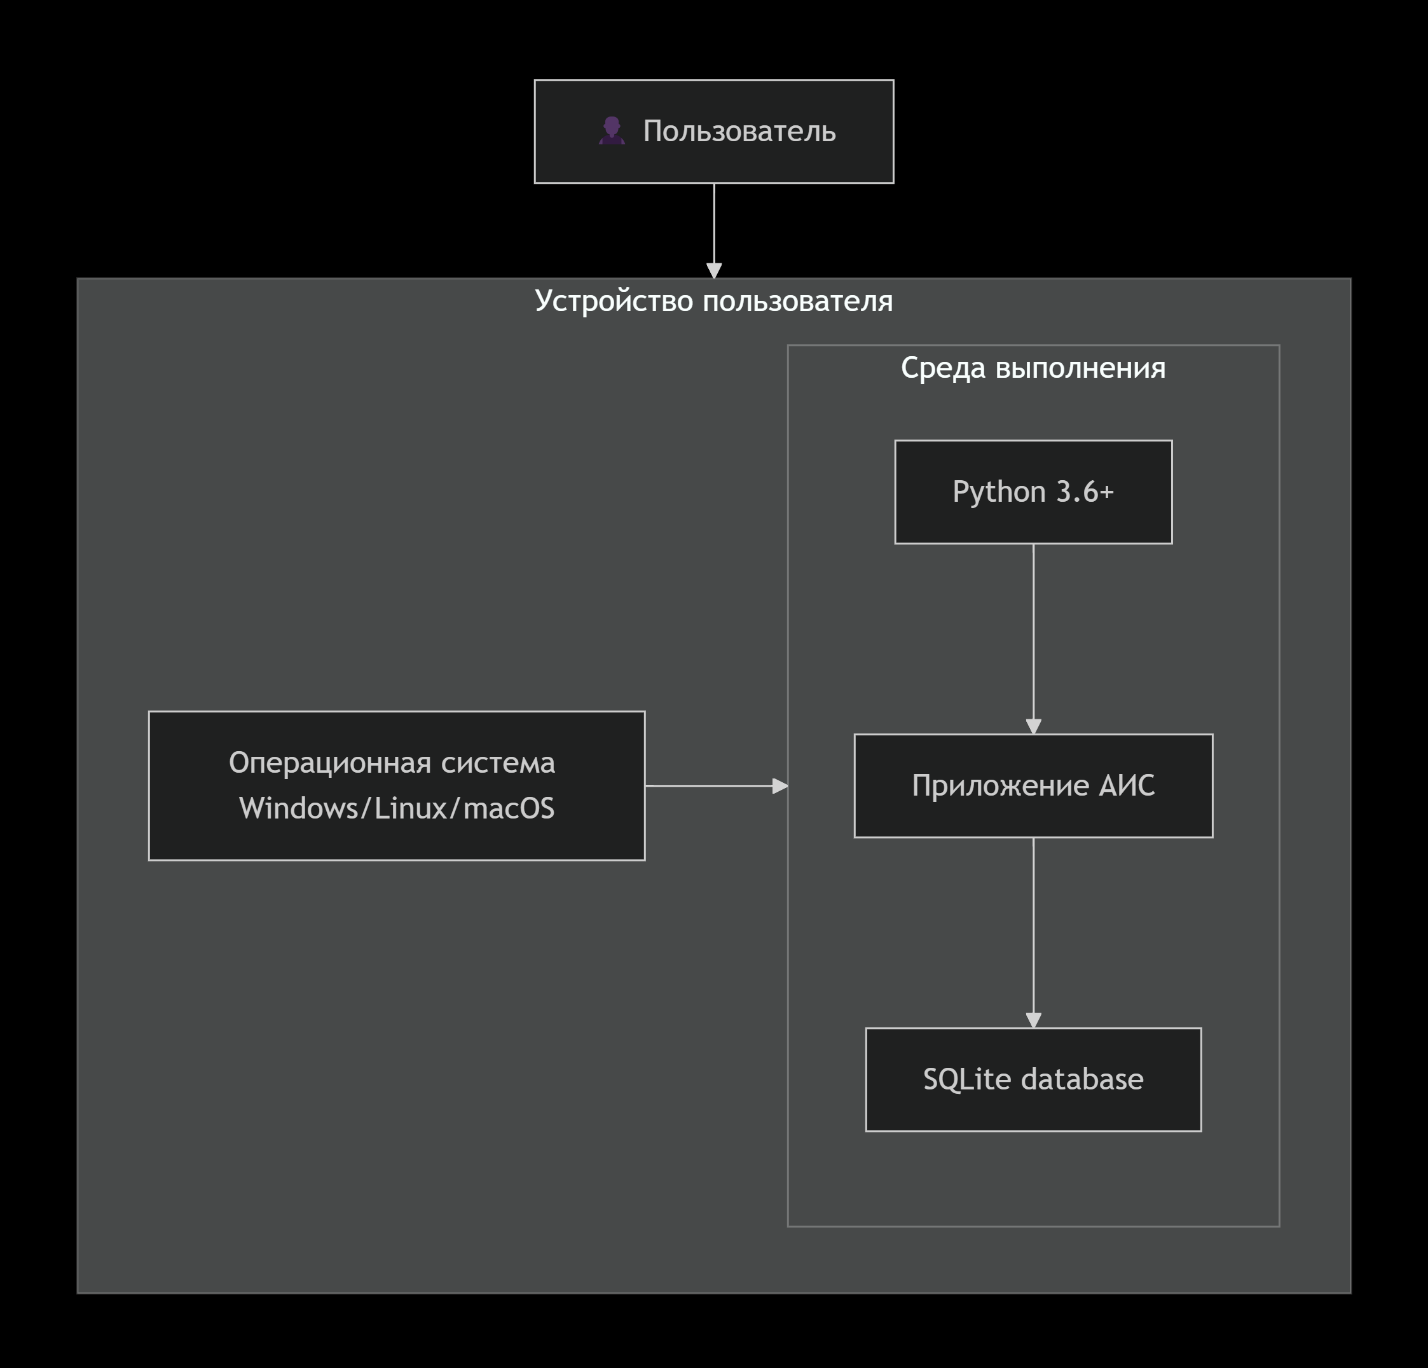 Пользователь
Устройство пользователя
Среда выполнения
Python 3.6+
Операционная система
Windows/Linux/macOS
Приложение АИС
SQLite database